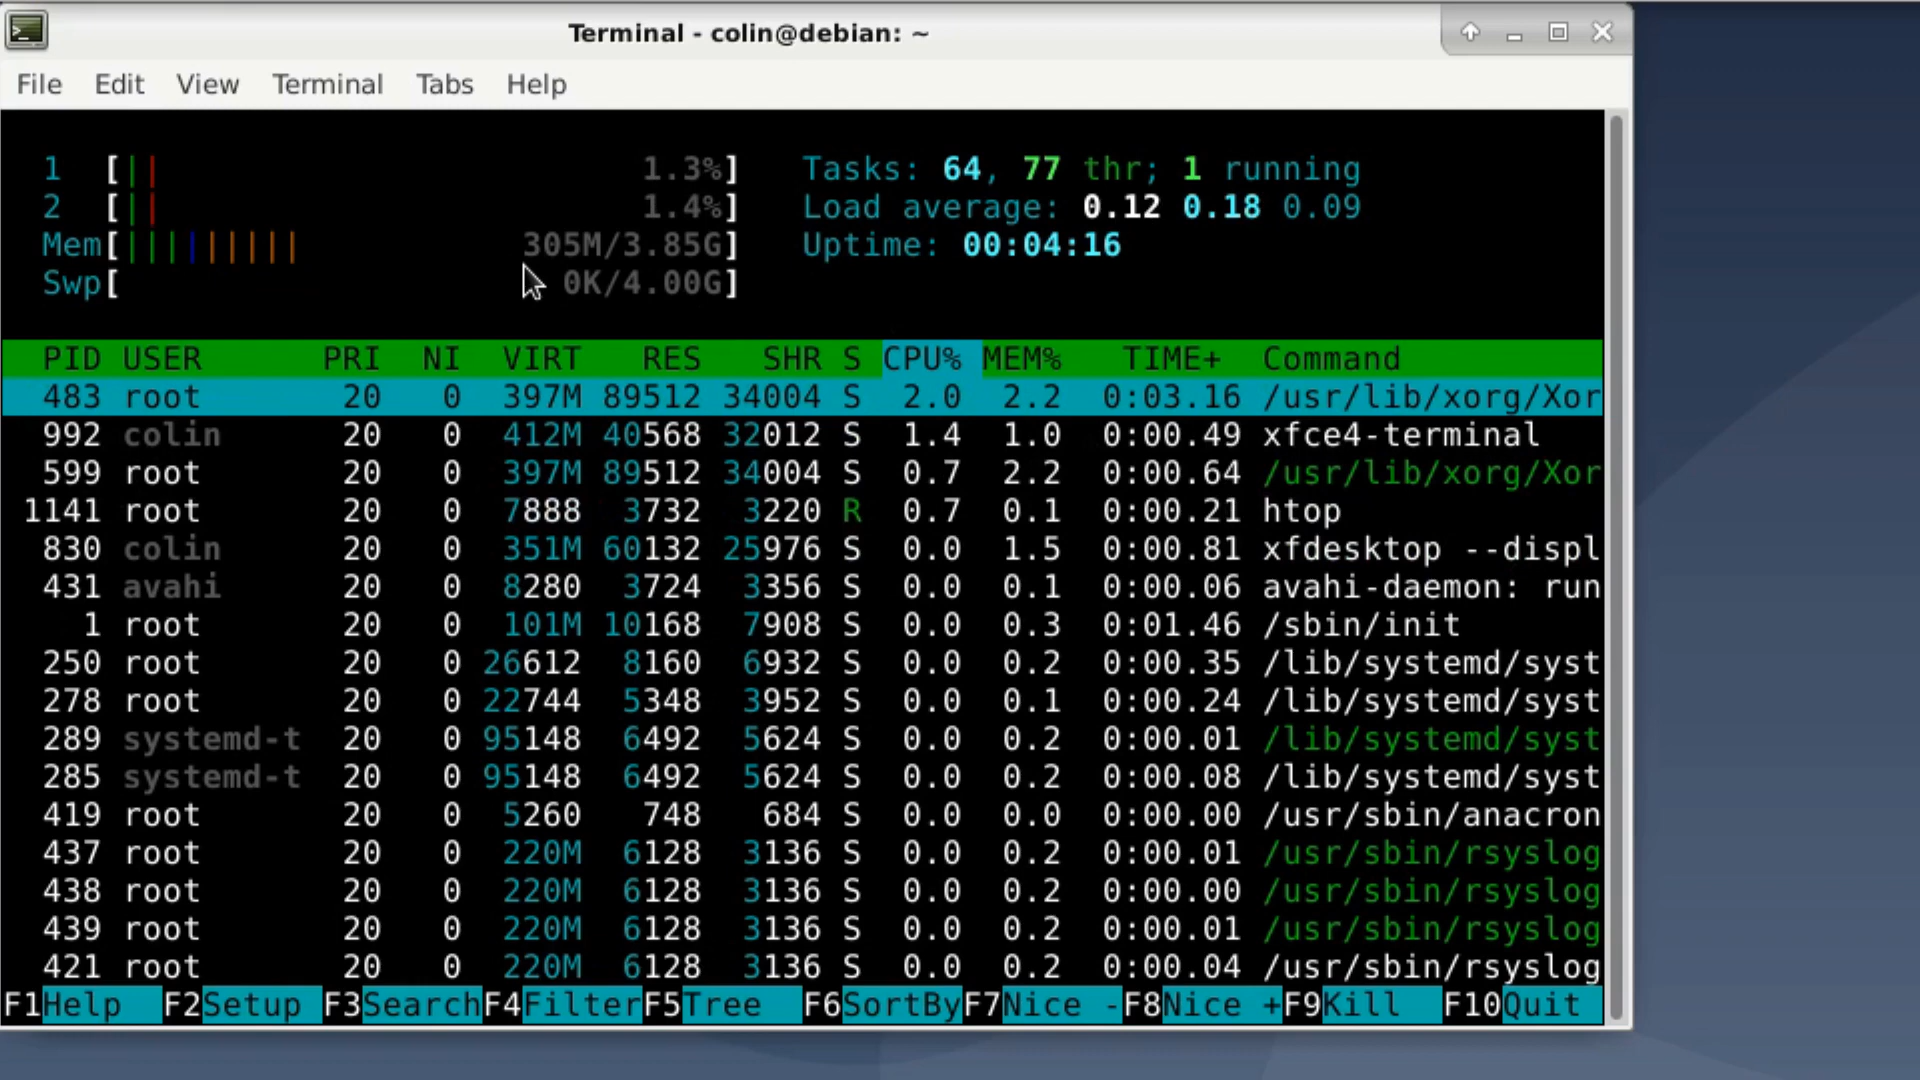 Terminal - colin@debian: ~
File Edit View Terminal Tabs Help
1 [|| 1.3%] Tasks: 64, 77 thr; 1 running
2 [|| 1.4%] Load average: 0.12 0.18 0.09
Mem[||||||||| 305M/3.85G] Uptime: 00:04:16
Swp[ 0K/4.00G]
PID USER PRI NI VIRT RES SHR S CPU% MEM% TIME+ Command
483 root 20 0 397M 89512 34004 S 2.0 2.2 0:03.16 /usr/lib/xorg/Xor
992 colin 20 0 412M 40568 32012 S 1.4 1.0 0:00.49 xfce4-terminal
599 root 20 0 397M 89512 34004 S 0.7 2.2 0:00.64 /usr/lib/xorg/Xor
1141 root 20 0 7888 3732 3220 R 0.7 0.1 0:00.21 htop
830 colin 20 0 351M 60132 25976 S 0.0 1.5 0:00.81 xfdesktop --displ
431 avahi 20 0 8280 3724 3356 S 0.0 0.1 0:00.06 avahi-daemon: run
1 root 20 0 101M 10168 7908 S 0.0 0.3 0:01.46 /sbin/init
250 root 20 0 26612 8160 6932 S 0.0 0.2 0:00.35 /lib/systemd/syst
278 root 20 0 22744 5348 3952 S 0.0 0.1 0:00.24 /lib/systemd/syst
289 systemd-t 20 0 95148 6492 5624 S 0.0 0.2 0:00.01 /lib/systemd/syst
285 systemd-t 20 0 95148 6492 5624 S 0.0 0.2 0:00.08 /lib/systemd/syst
419 root 20 0 5260 748 684 S 0.0 0.0 0:00.00 /usr/sbin/anacron
437 root 20 0 220M 6128 3136 S 0.0 0.2 0:00.01 /usr/sbin/rsyslog
438 root 20 0 220M 6128 3136 S 0.0 0.2 0:00.00 /usr/sbin/rsyslog
439 root 20 0 220M 6128 3136 S 0.0 0.2 0:00.01 /usr/sbin/rsyslog
421 root 20 0 220M 6128 3136 S 0.0 0.2 0:00.04 /usr/sbin/rsyslog
F1Help F2Setup F3SearchF4FilterF5Tree F6SortByF7Nice -F8Nice +F9Kill F10Quit